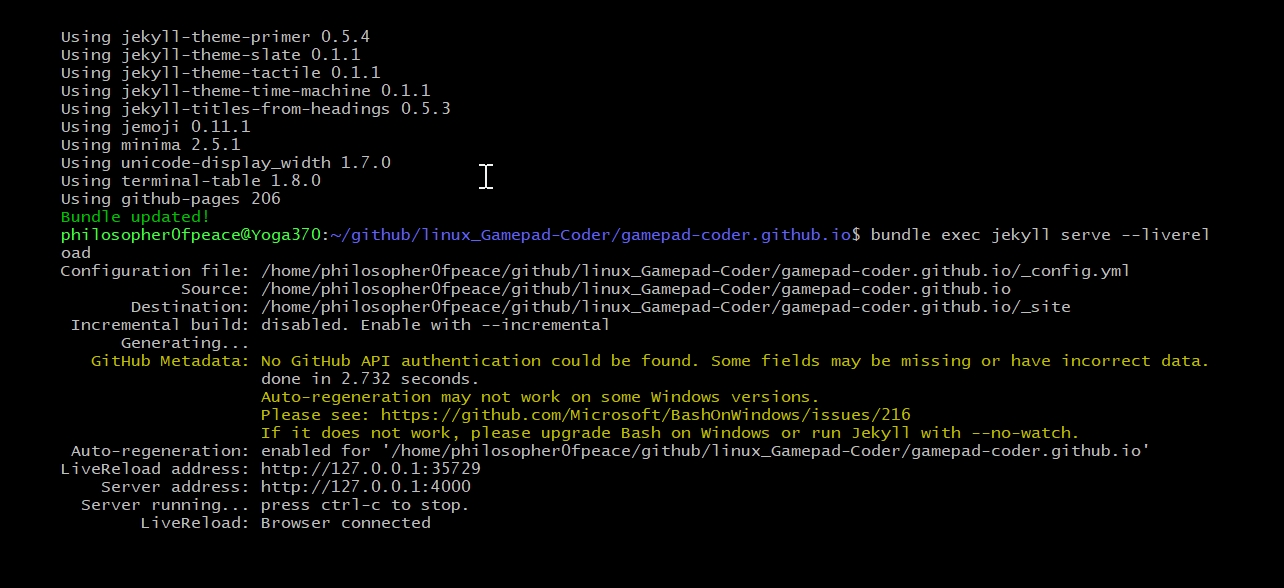 Using jekyll-theme-primer 0.5.4
Using jekyll-theme-slate 0.1.1
Using jekyll-theme-tactile 0.1.1
Using jekyll-theme-time-machine 0.1.1
Using jekyll-titles-from-headings 0.5.3
Using jemoji 0.11.1
Using minima 2.5.1
Using unicode-display_width 1.7.0
Using terminal-table 1.8.0
Using github-pages 206
Bundle updated!
philosopher0fpeace@Yoga370:~/github/linux_Gamepad-Coder/gamepad-coder.github.io$ bundle exec jekyll serve --liverel
oad
Configuration file: /home/philosopher0fpeace/github/linux_Gamepad-Coder/gamepad-coder.github.io/_config.yml
Source: /home/philosopher0fpeace/github/linux_Gamepad-Coder/gamepad-coder.github.io
Destination: /home/philosopher0fpeace/github/linux_Gamepad-Coder/gamepad-coder.github.io/_site
Incremental build: disabled. Enable with --incremental
Generating...
GitHub Metadata: No GitHub API authentication could be found. Some fields may be missing or have incorrect data.
done in 2.732 seconds.
Auto-regeneration may not work on some Windows versions.
Please see: https://github.com/Microsoft/BashOnWindows/issues/216
If it does not work, please upgrade Bash on Windows or run Jekyll with --no-watch.
Auto-regeneration: enabled for '/home/philosopher0fpeace/github/linux_Gamepad-Coder/gamepad-coder.github.io'
LiveReload address: http://127.0.0.1:35729
Server address: http://127.0.0.1:4000
Server running... press ctrl-c to stop.
LiveReload: Browser connected